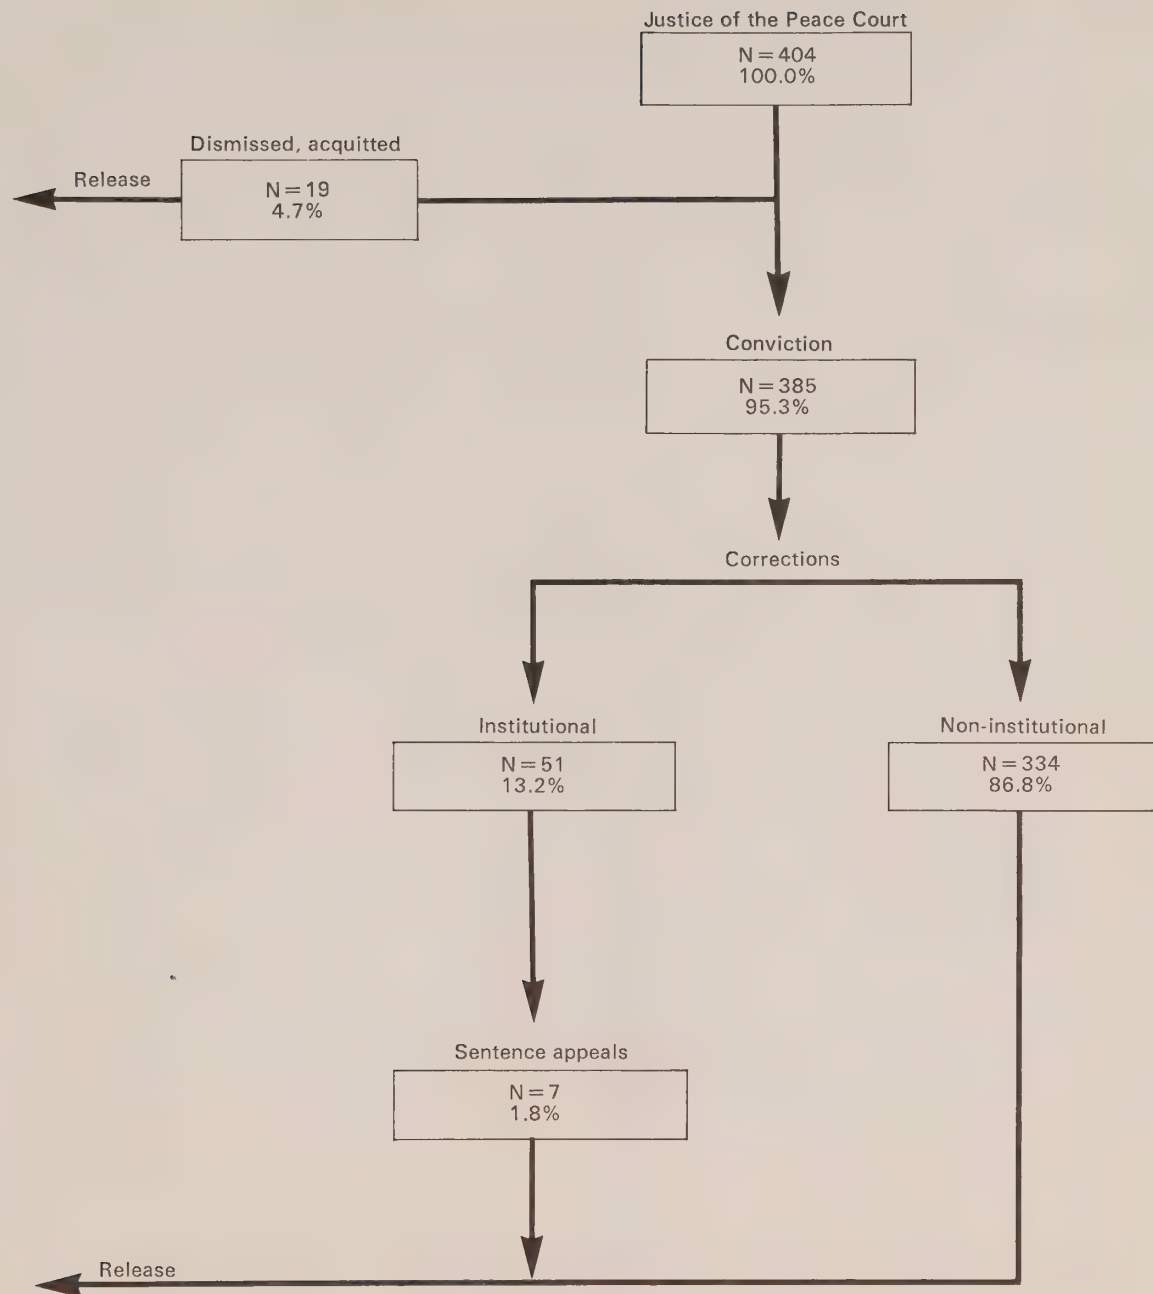 Justice of the Peace Court
N = 404
100.0%
Dismissed, acquitted
Release
N = 19
4.7%
Conviction
N = 385
95.3%
Corrections
Institutional
N = 51
13.2%
Non-institutional
N = 334
86.8%
Sentence appeals
N = 7
1.8%
Release